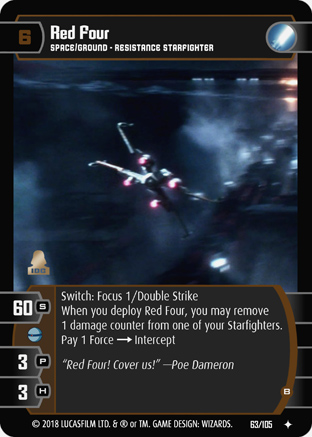 6
Red Four
SPACE/GROUND - RESISTANCE STARFIGHTER
IDC
60 S
Switch: Focus 1/Double Strike
When you deploy Red Four, you may remove
1 damage counter from one of your Starfighters.
Pay 1 Force → Intercept
3 P
"Red Four! Cover us!" —Poe Dameron
3 H
B
© 2018 LUCASFILM LTD. & ® or TM. GAME DESIGN: WIZARDS.
63/105